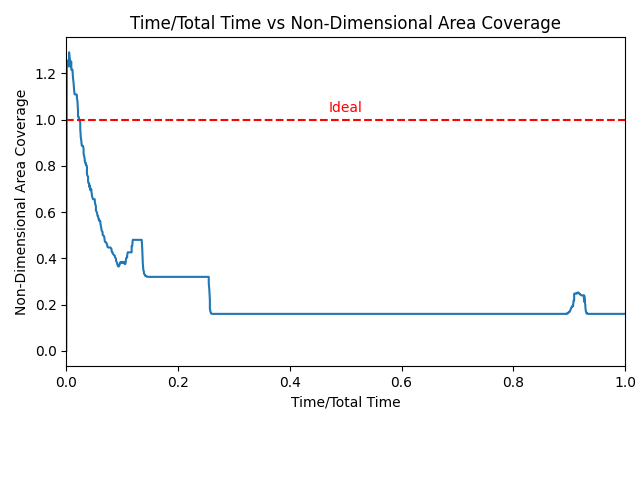 Time/Total Time vs Non-Dimensional Area Coverage
Non-Dimensional Area Coverage
1.2
1.0
0.8
0.6
0.4
0.2
0.0
Ideal
0.0 0.2 0.4 0.6 0.8 1.0
Time/Total Time